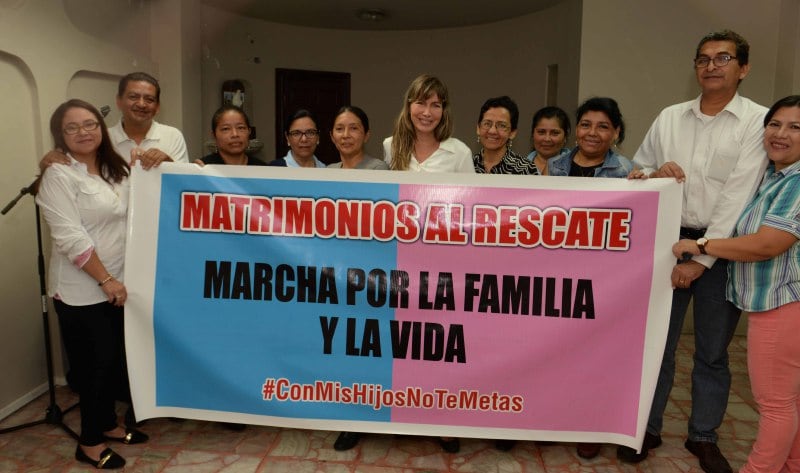 MATRIMONIOS AL RESCATE
MARCHA POR LA FAMILIA
Y LA VIDA
#ConMisHijosNoTeMetas